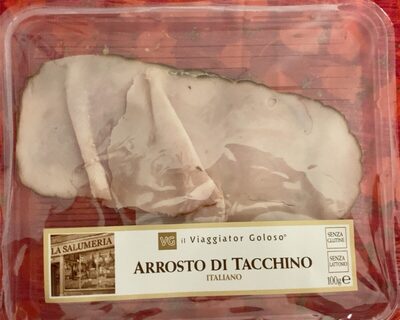 LA SALUMERIA
VG il Viaggiator Goloso®
ARROSTO DI TACCHINO
ITALIANO
SENZA
GLUTINE
SENZA
LATTOSIO
100g e